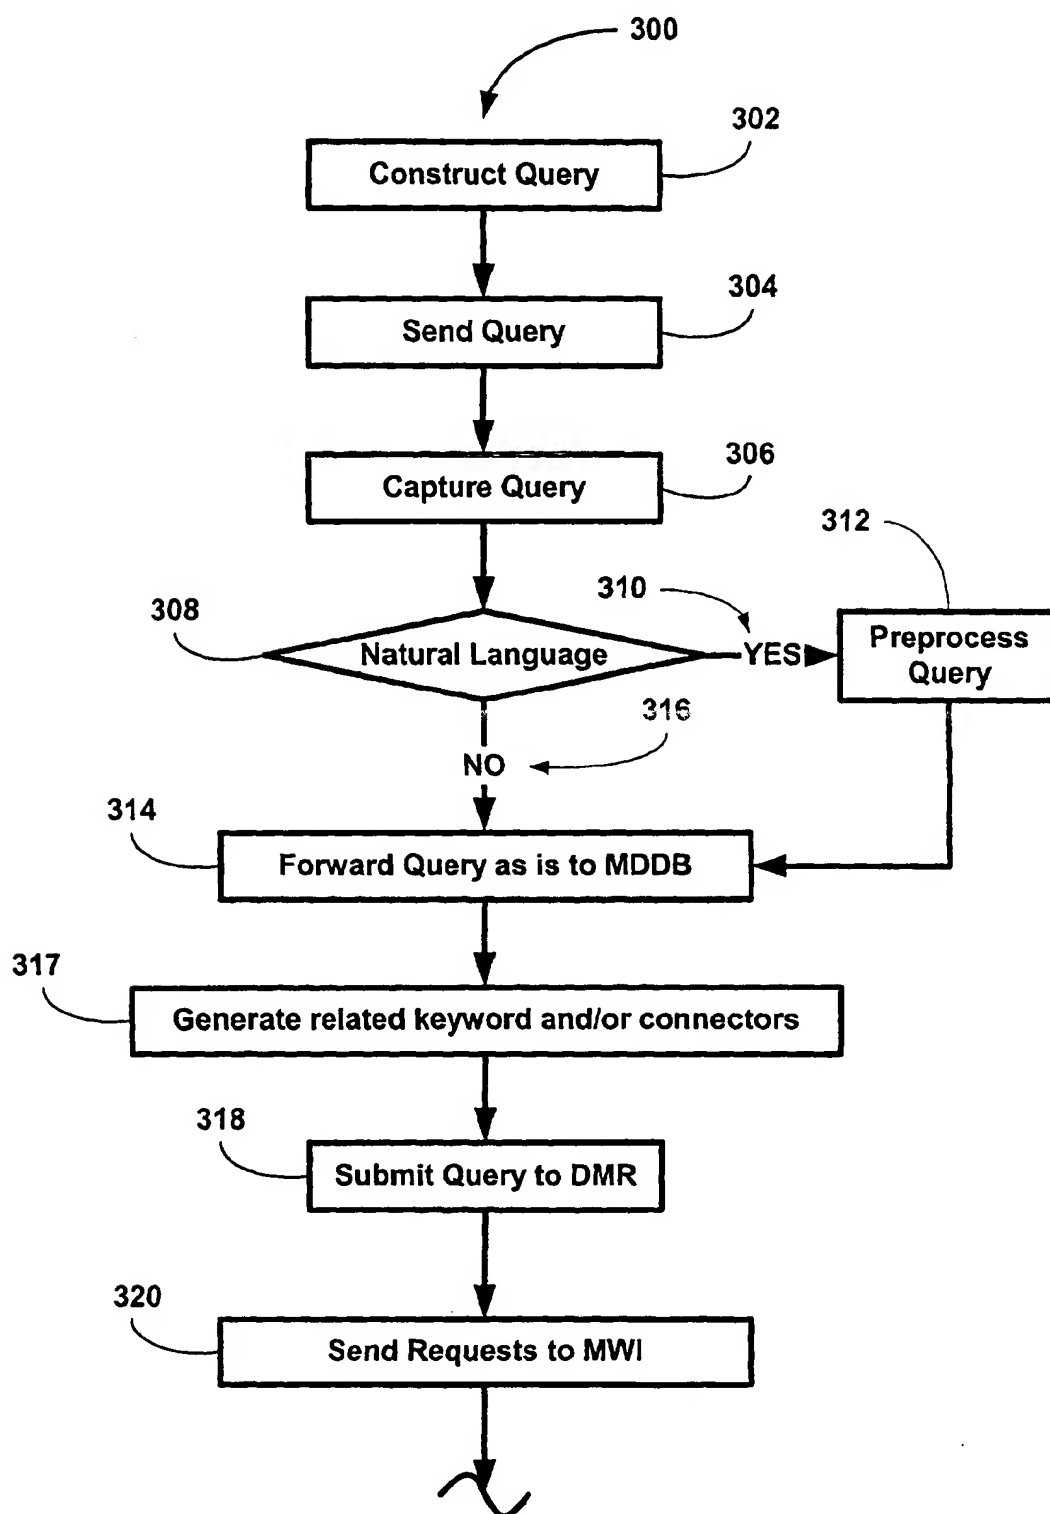 300
302
Construct Query
304
Send Query
306
Capture Query
312
310
308
Natural Language
YES
Preprocess
Query
316
NO
314
Forward Query as is to MDDB
317
Generate related keyword and/or connectors
318
Submit Query to DMR
320
Send Requests to MWI